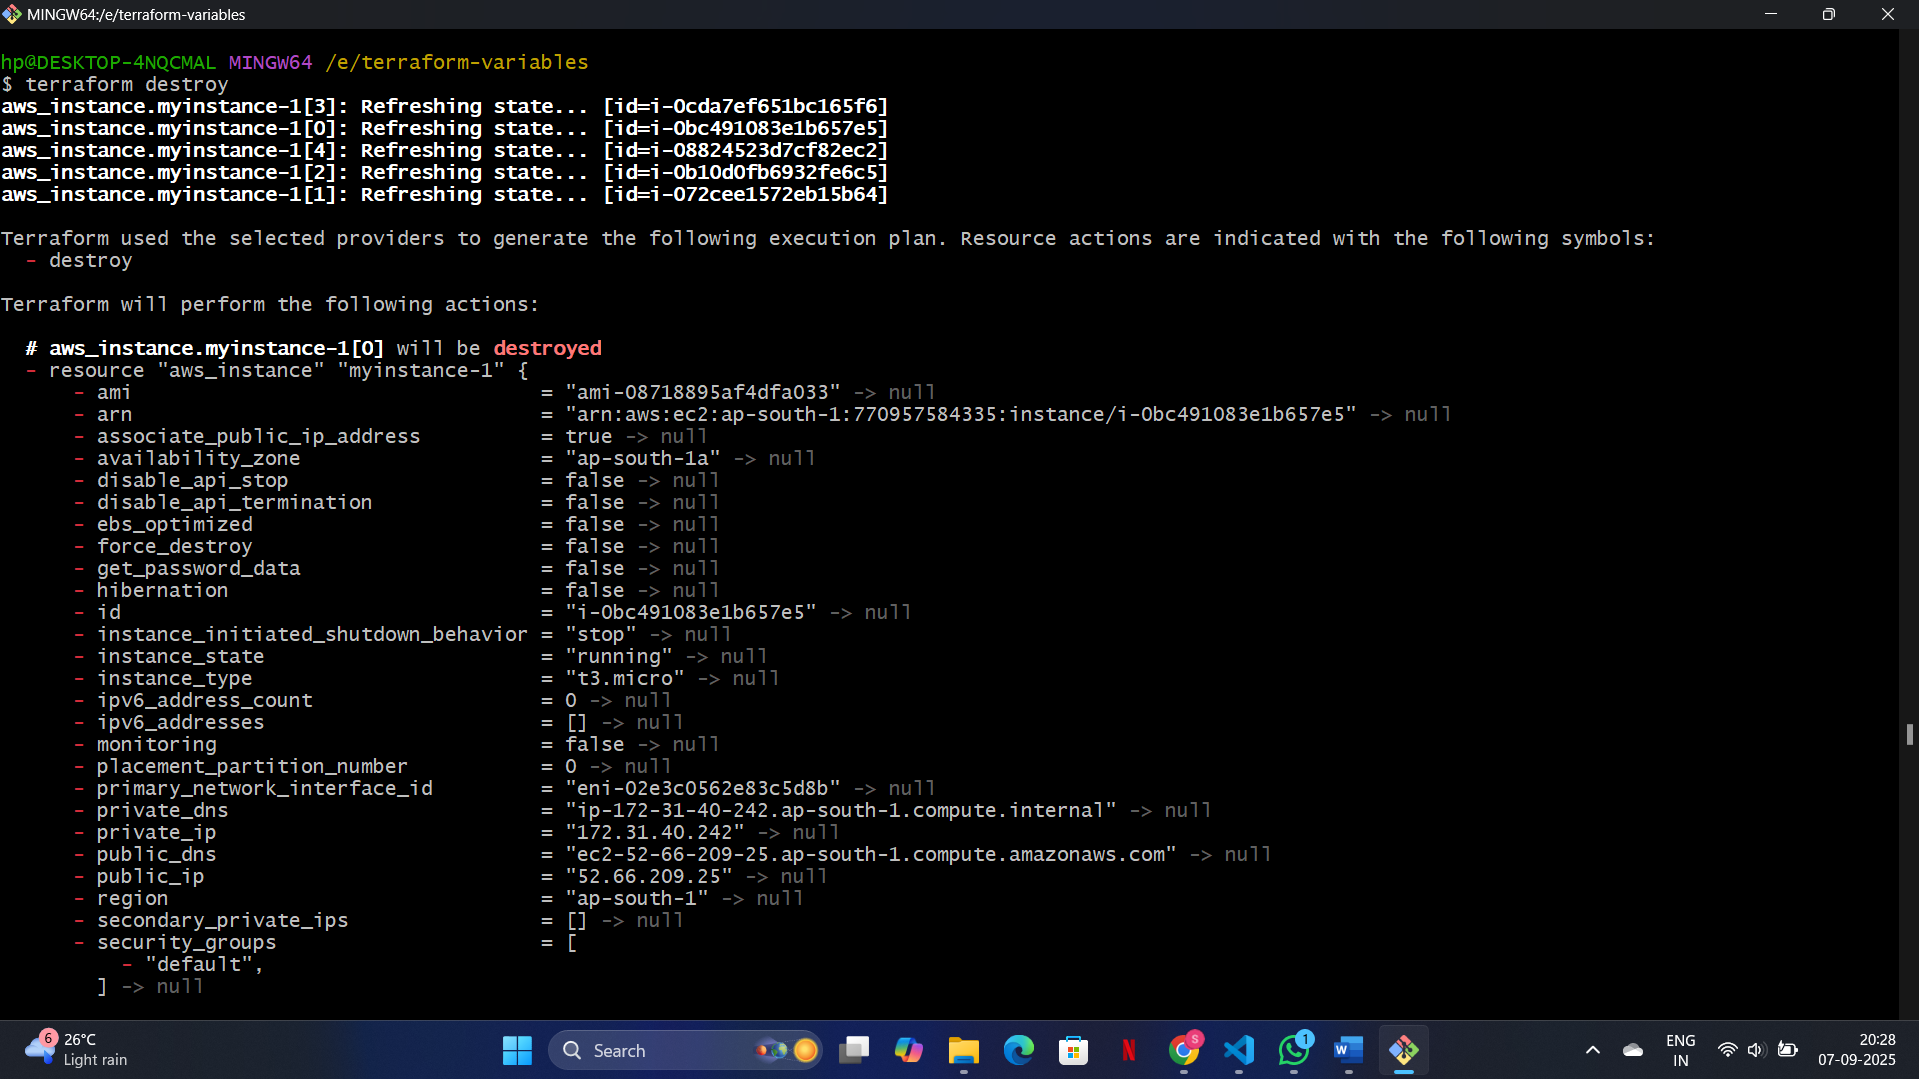 MINGW64:/e/terraform-variables
hp@DESKTOP-4NQCMAL MINGW64 /e/terraform-variables
$ terraform destroy
aws_instance.myinstance-1[3]: Refreshing state... [id=i-0cda7ef651bc165f6]
aws_instance.myinstance-1[0]: Refreshing state... [id=i-0bc491083e1b657e5]
aws_instance.myinstance-1[4]: Refreshing state... [id=i-08824523d7cf82ec2]
aws_instance.myinstance-1[2]: Refreshing state... [id=i-0b10d0fb6932fe6c5]
aws_instance.myinstance-1[1]: Refreshing state... [id=i-072cee1572eb15b64]
Terraform used the selected providers to generate the following execution plan. Resource actions are indicated with the following symbols:
  - destroy
Terraform will perform the following actions:
  # aws_instance.myinstance-1[0] will be destroyed
  - resource "aws_instance" "myinstance-1" {
      - ami                                  = "ami-08718895af4dfa033" -> null
      - arn                                  = "arn:aws:ec2:ap-south-1:770957584335:instance/i-0bc491083e1b657e5" -> null
      - associate_public_ip_address          = true -> null
      - availability_zone                    = "ap-south-1a" -> null
      - disable_api_stop                     = false -> null
      - disable_api_termination              = false -> null
      - ebs_optimized                        = false -> null
      - force_destroy                        = false -> null
      - get_password_data                    = false -> null
      - hibernation                          = false -> null
      - id                                   = "i-0bc491083e1b657e5" -> null
      - instance_initiated_shutdown_behavior = "stop" -> null
      - instance_state                       = "running" -> null
      - instance_type                        = "t3.micro" -> null
      - ipv6_address_count                   = 0 -> null
      - ipv6_addresses                       = [] -> null
      - monitoring                           = false -> null
      - placement_partition_number           = 0 -> null
      - primary_network_interface_id         = "eni-02e3c0562e83c5d8b" -> null
      - private_dns                          = "ip-172-31-40-242.ap-south-1.compute.internal" -> null
      - private_ip                           = "172.31.40.242" -> null
      - public_dns                           = "ec2-52-66-209-25.ap-south-1.compute.amazonaws.com" -> null
      - public_ip                            = "52.66.209.25" -> null
      - region                               = "ap-south-1" -> null
      - secondary_private_ips                = [] -> null
      - security_groups                      = [
          - "default",
        ] -> null
6
26°C
Light rain
Search
S
1
ENG
IN
20:28
07-09-2025